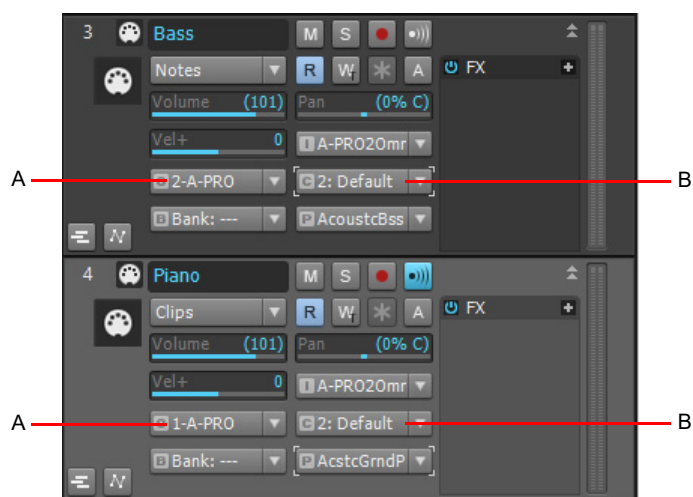 3 Bass M S
Notes R W * A FX +
Volume (101) Pan (0% C)
Vel+ 0 I A-PRO2Omr
A O 2-A-PRO C 2: Default B
B Bank: --- P AcoustcBss
N
4 Piano M S
Clips R W * A FX +
Volume (101) Pan (0% C)
Vel+ 0 I A-PRO2Omr
A O 1-A-PRO C 2: Default B
B Bank: --- P AcstcGrndP
N